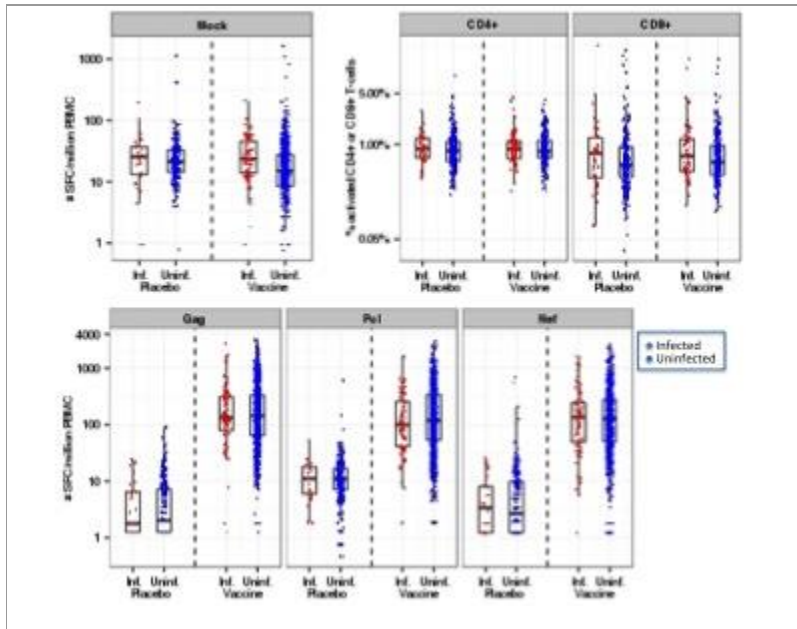 Mock
CD4+
CD8+
# SFC/million PBMC
1000
100
10
1
% activated CD4+ or CD8+ T-cells
5.00%
1.00%
0.05%
Inf. Uninf. Inf. Uninf.
Placebo Vaccine
Inf. Uninf. Inf. Uninf. Inf. Uninf. Inf. Uninf.
Placebo Vaccine Placebo Vaccine
Gag
Pol
Nef
# SFC/million PBMC
4000
1000
100
10
1
Infected
Uninfected
Inf. Uninf. Inf. Uninf. Inf. Uninf. Inf. Uninf. Inf. Uninf. Inf. Uninf.
Placebo Vaccine Placebo Vaccine Placebo Vaccine